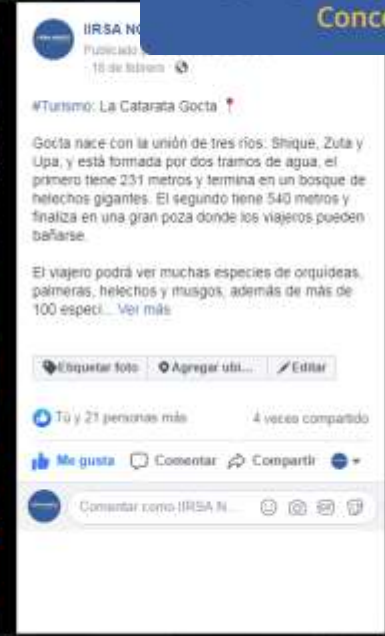 Conce
IIRSA NO
Publicado
· 16 de febrero ·
#Turismo: La Catarata Gocta
Gocta nace con la unión de tres ríos: Shique, Zuta y
Upa, y está formada por dos tramos de agua, el
primero tiene 231 metros y termina en un bosque de
helechos gigantes. El segundo tiene 540 metros y
finaliza en una gran poza donde los viajeros pueden
bañarse.
El viajero podrá ver muchas especies de orquídeas,
palmeras, helechos y musgos, además de más de
100 especi... Ver más
Etiquetar foto Agregar ubi... Editar
Tú y 21 personas más 4 veces compartido
Me gusta Comentar Compartir
Comentar como IIRSA N...